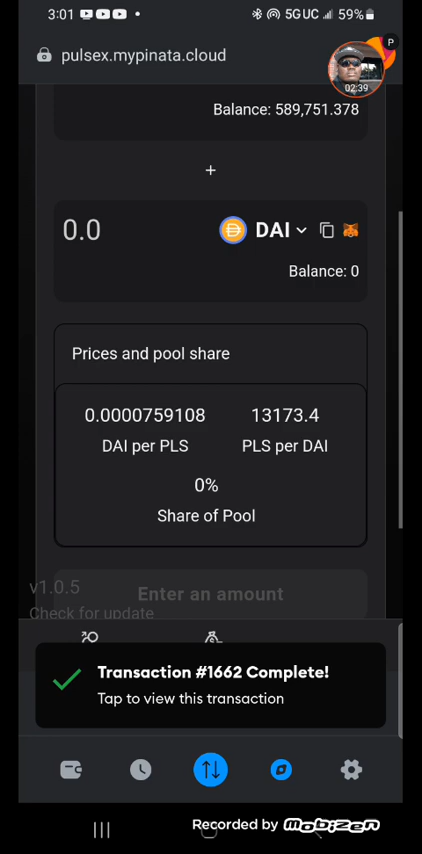 3:01
5G UC
59%
pulsex.mypinata.cloud
P
02:39
Balance: 589,751.378
+
0.0
DAI
Balance: 0
Prices and pool share
0.0000759108
13173.4
DAI per PLS
PLS per DAI
0%
Share of Pool
v1.0.5
Enter an amount
Check for update
Transaction #1662 Complete!
Tap to view this transaction
Recorded by MOBIZEN